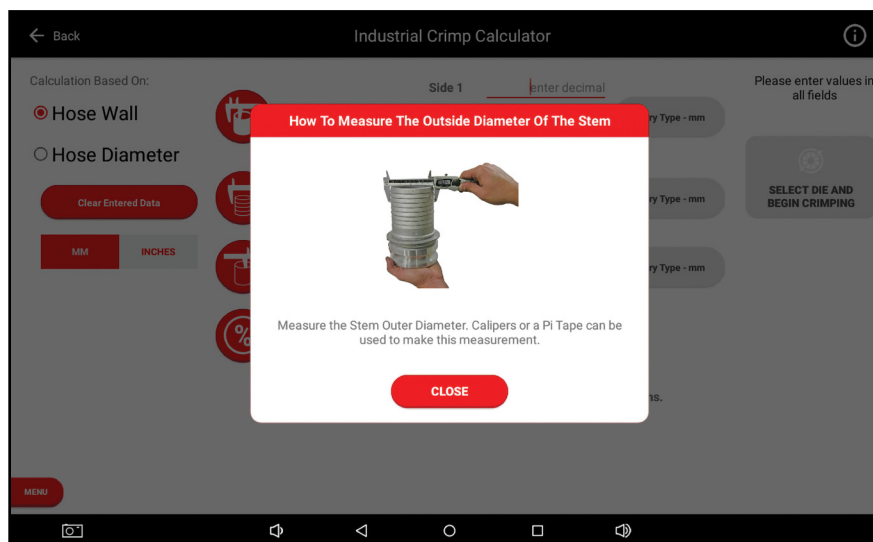 Back
Industrial Crimp Calculator
Calculation Based On:
Hose Wall
Hose Diameter
Clear Entered Data
MM
INCHES
%
Side 1
enter decimal
ry Type - mm
ry Type - mm
ry Type - mm
Please enter values in
all fields
SELECT DIE AND
BEGIN CRIMPING
How To Measure The Outside Diameter Of The Stem
Measure the Stem Outer Diameter. Calipers or a Pi Tape can be
used to make this measurement.
CLOSE
ns.
MENU